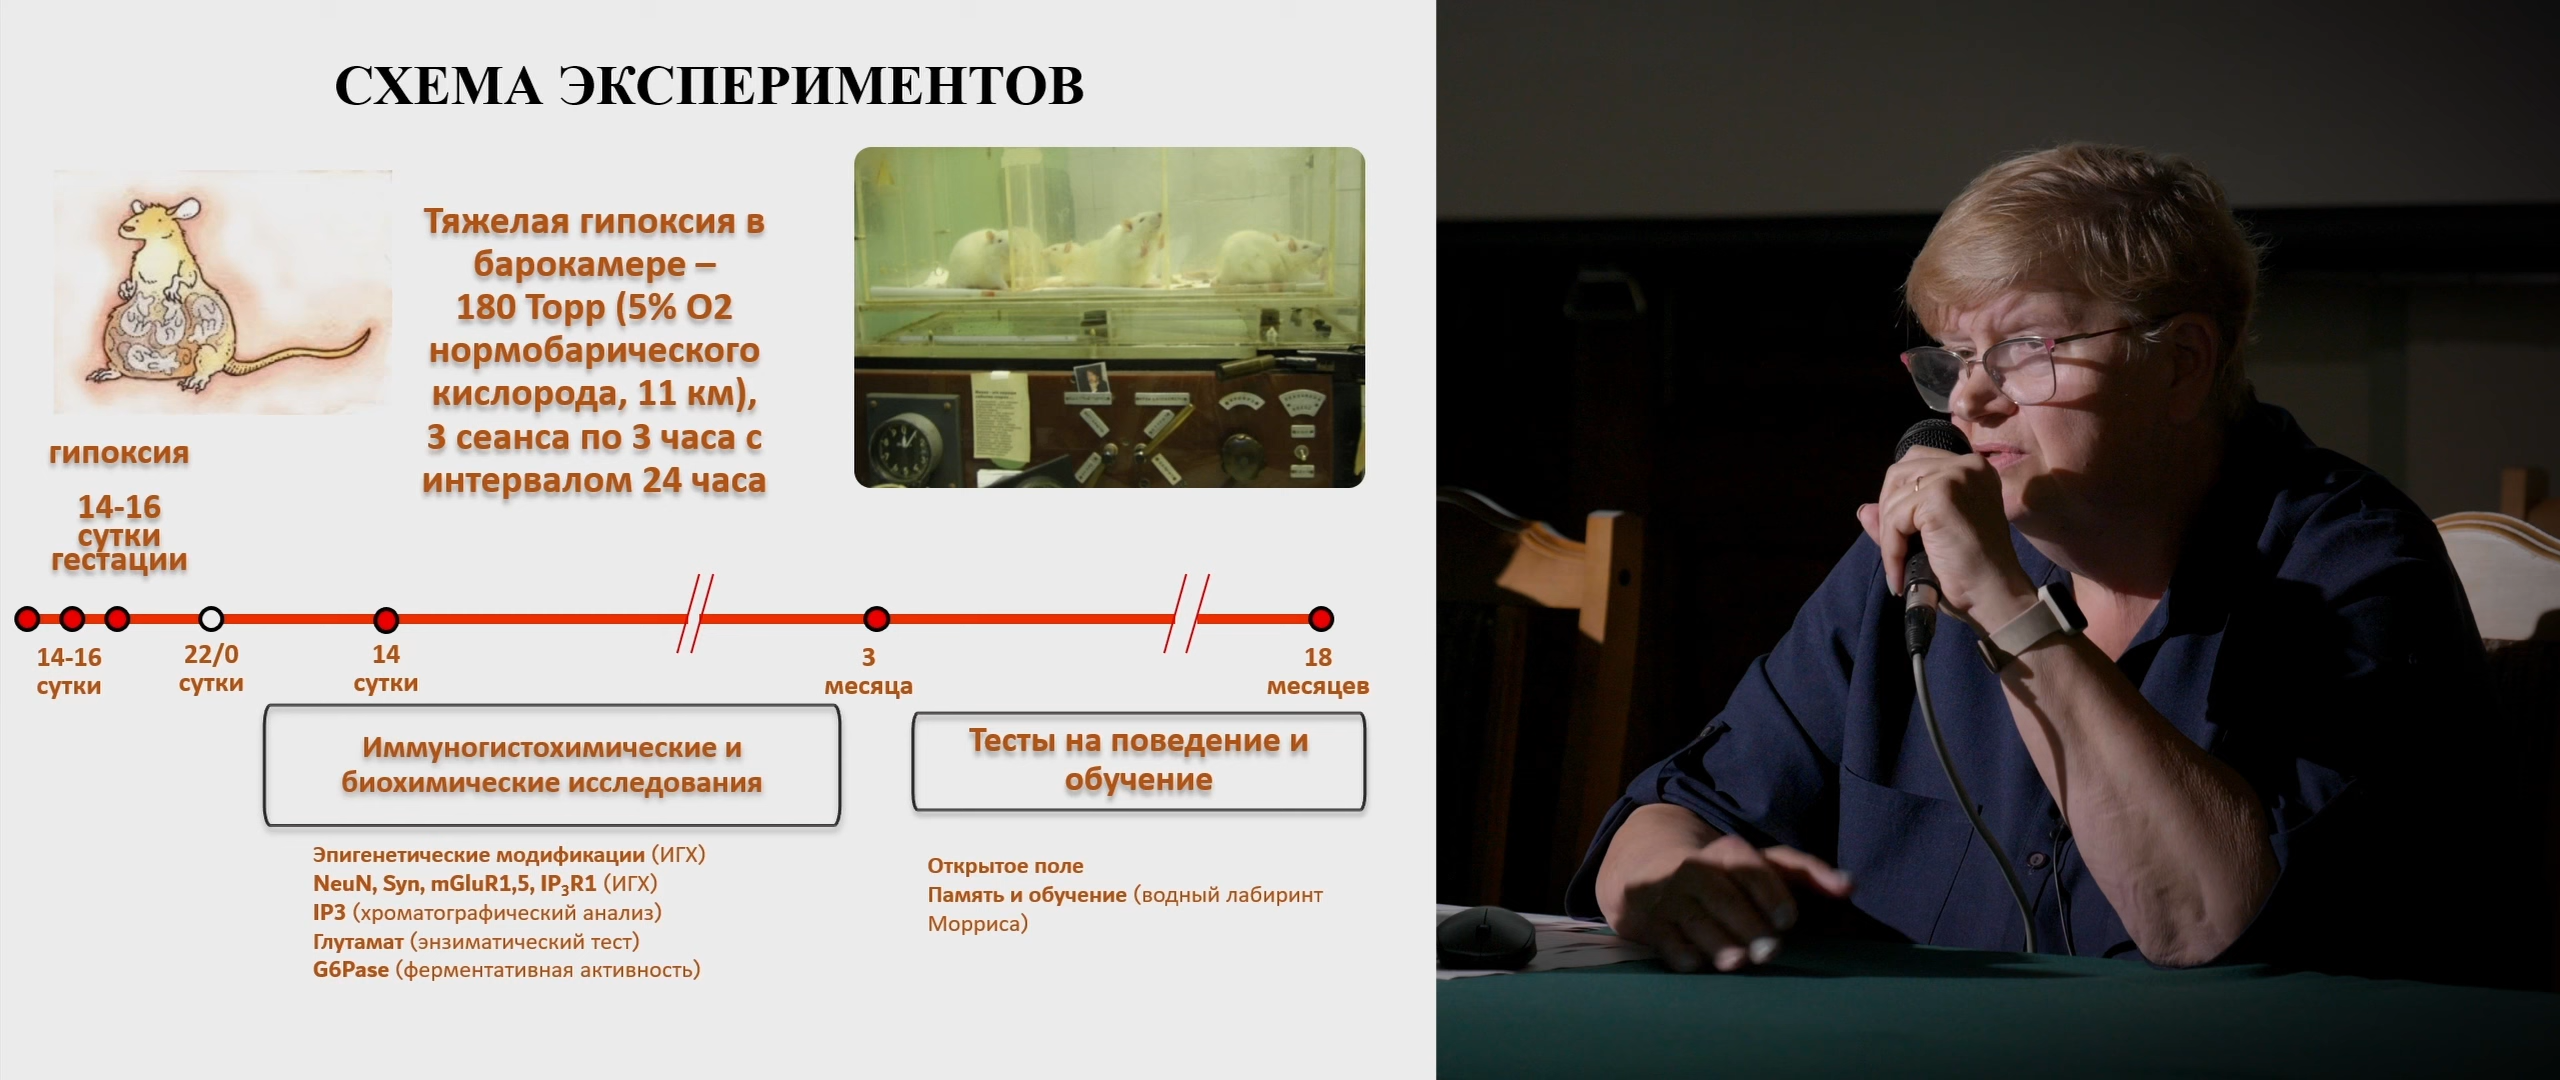 СХЕМА ЭКСПЕРИМЕНТОВ
Тяжелая гипоксия в
барокамере –
180 Торр (5% О2
нормобарического
кислорода, 11 км),
3 сеанса по 3 часа с
интервалом 24 часа
гипоксия
14-16
сутки
гестации
14-16
сутки
22/0
сутки
14
сутки
3
месяца
18
месяцев
Иммуногистохимические и
биохимические исследования
Эпигенетические модификации (ИГХ)
NeuN, Syn, mGluR1,5, IP₃R1 (ИГХ)
IP3 (хроматографический анализ)
Глутамат (энзиматический тест)
G6Pase (ферментативная активность)
Тесты на поведение и
обучение
Открытое поле
Память и обучение (водный лабиринт
Морриса)